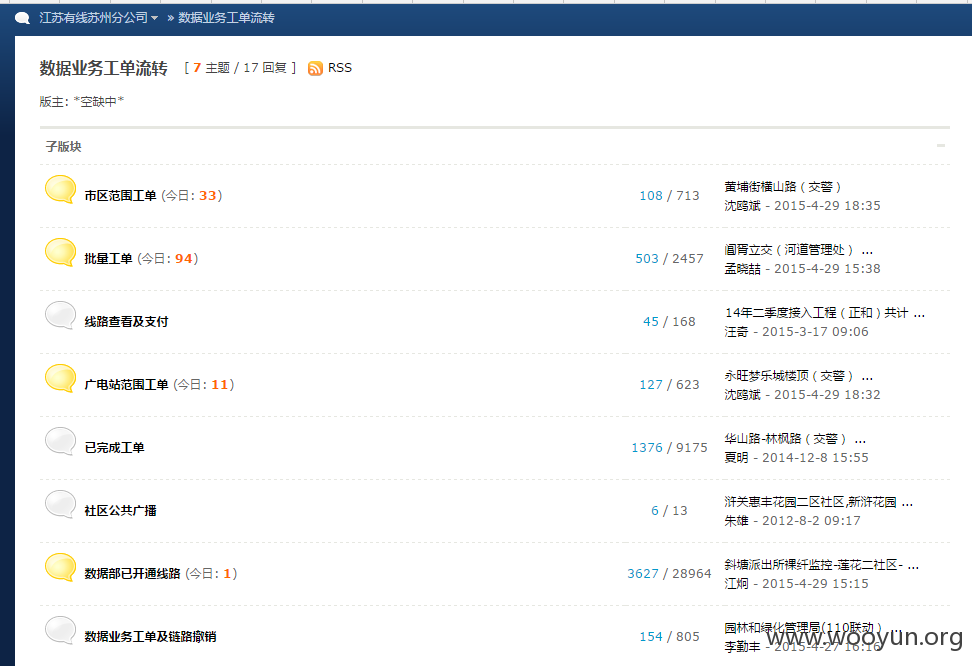 江苏有线苏州分公司 » 数据业务工单流转
数据业务工单流转 [ 7 主题 / 17 回复 ] RSS
版主: *空缺中*
子版块
市区范围工单 (今日: 33) 108 / 713 黄埔街横山路（交警）
沈鸥斌 - 2015-4-29 18:35
批量工单 (今日: 94) 503 / 2457 阊胥立交（河道管理处） ...
孟晓喆 - 2015-4-29 15:38
线路查看及支付 45 / 168 14年二季度接入工程（正和）共计 ...
汪奇 - 2015-3-17 09:06
广电站范围工单 (今日: 11) 127 / 623 永旺梦乐城楼顶（交警） ...
沈鸥斌 - 2015-4-29 18:32
已完成工单 1376 / 9175 华山路-林枫路（交警） ...
夏明 - 2014-12-8 15:55
社区公共广播 6 / 13 浒关惠丰花园二区社区,新浒花园 ...
朱雄 - 2012-8-2 09:17
数据部已开通线路 (今日: 1) 3627 / 28964 斜塘派出所裸纤监控-莲花二社区- ...
江炯 - 2015-4-29 15:15
数据业务工单及链路撤销 154 / 805 园林和绿化管理局(110联动） ...
李勤丰 - 2015-4-27 16:16
www.wooyun.org